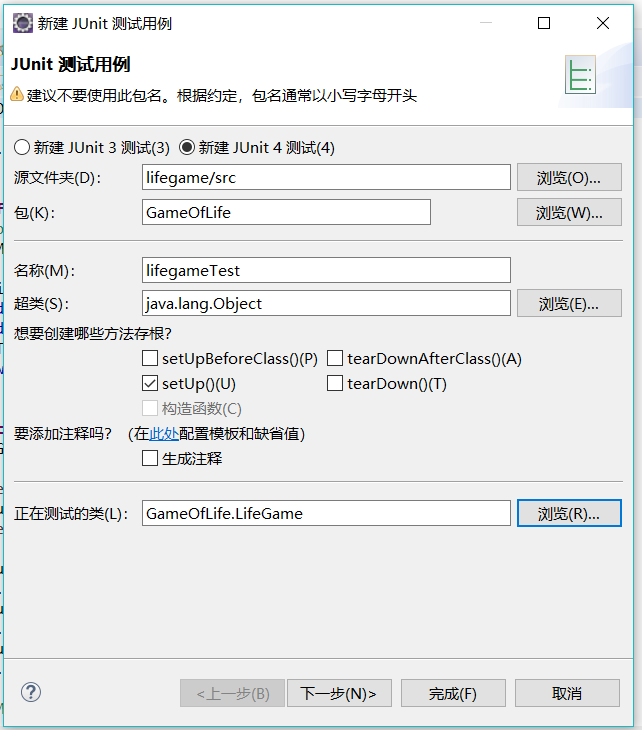 新建 JUnit 测试用例
JUnit 测试用例
建议不要使用此包名。根据约定，包名通常以小写字母开头
新建 JUnit 3 测试(3) 新建 JUnit 4 测试(4)
源文件夹(D): lifegame/src 浏览(O)...
包(K): GameOfLife 浏览(W)...
名称(M): lifegameTest
超类(S): java.lang.Object 浏览(E)...
想要创建哪些方法存根？
setUpBeforeClass()(P) tearDownAfterClass()(A)
setUp()(U) tearDown()(T)
构造函数(C)
要添加注释吗？ （在此处配置模板和缺省值）
生成注释
正在测试的类(L): GameOfLife.LifeGame 浏览(R)...
<上一步(B) 下一步(N)> 完成(F) 取消